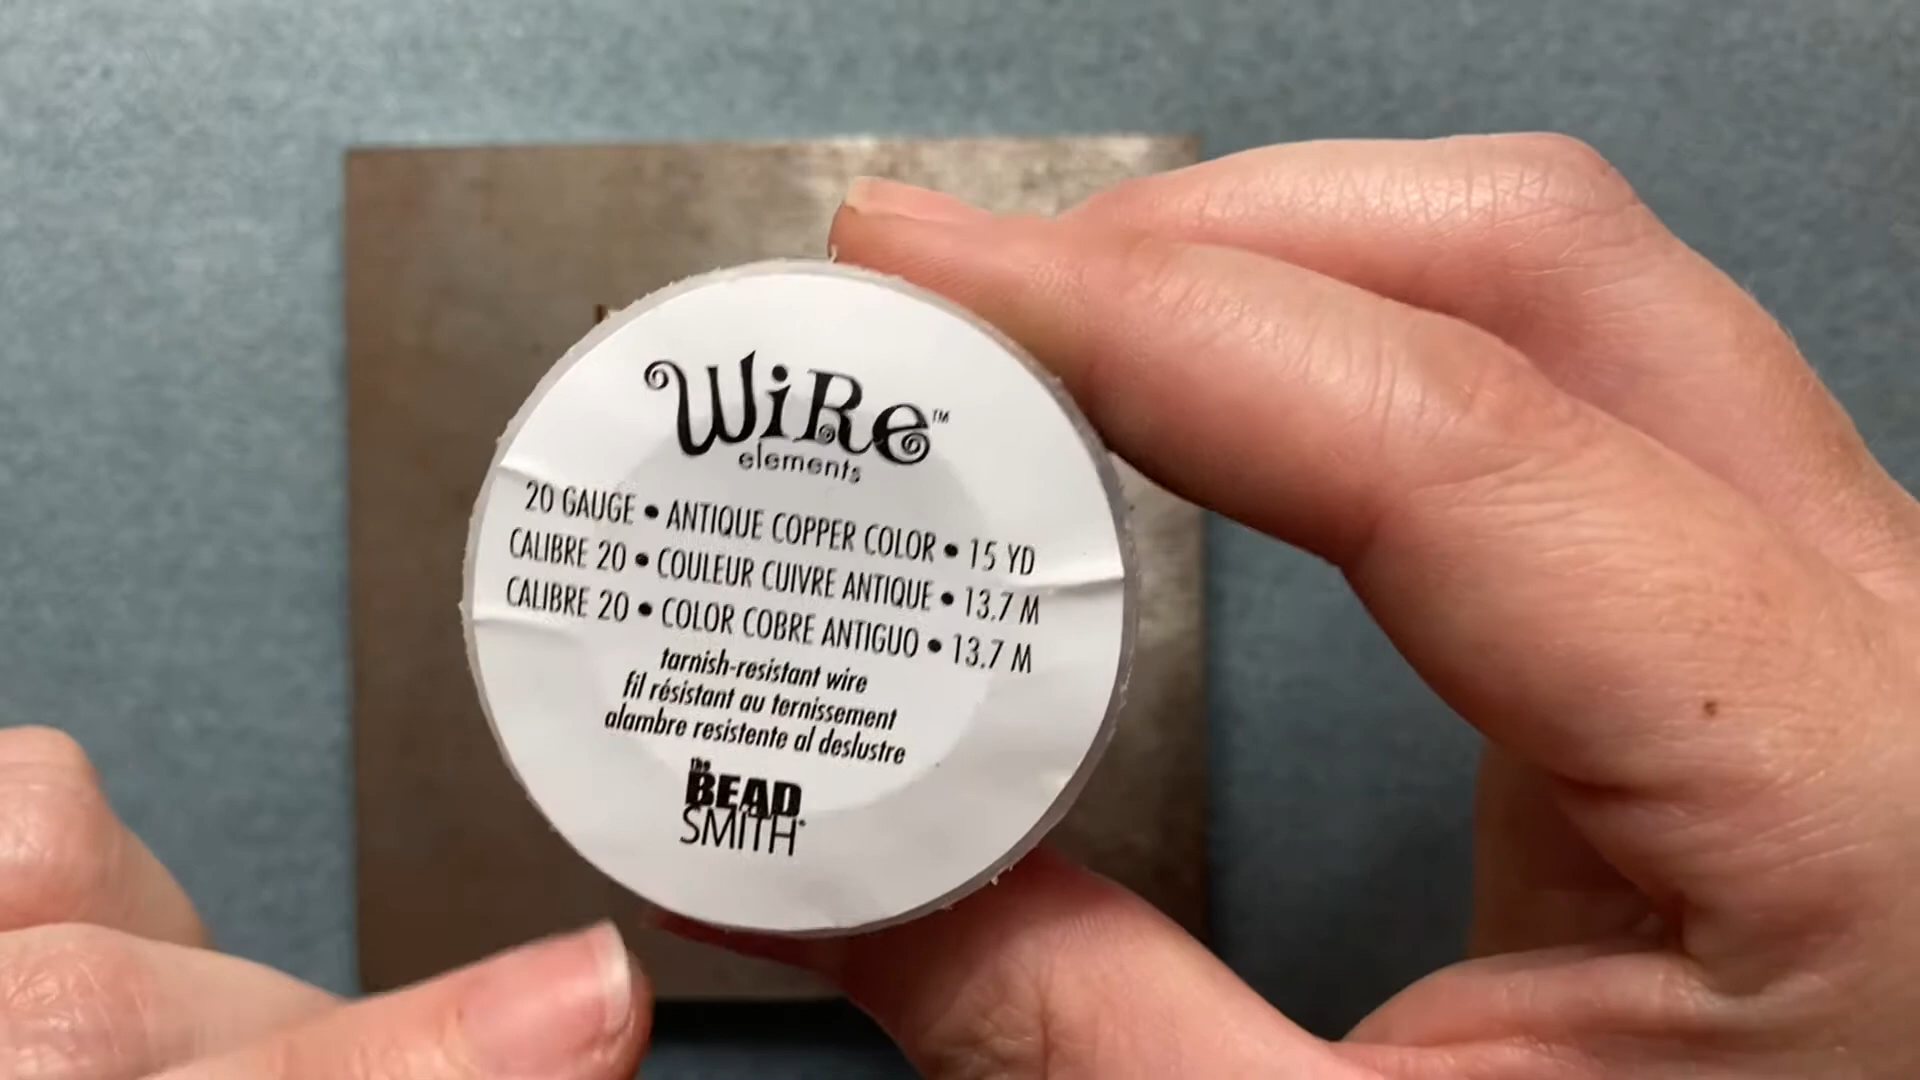 WiRe™
elements
20 GAUGE • ANTIQUE COPPER COLOR • 15 YD
CALIBRE 20 • COULEUR CUIVRE ANTIQUE • 13.7 M
CALIBRE 20 • COLOR COBRE ANTIGUO • 13.7 M
tarnish-resistant wire
fil résistant au ternissement
alambre resistente al deslustre
The
BEAD
SMITH®